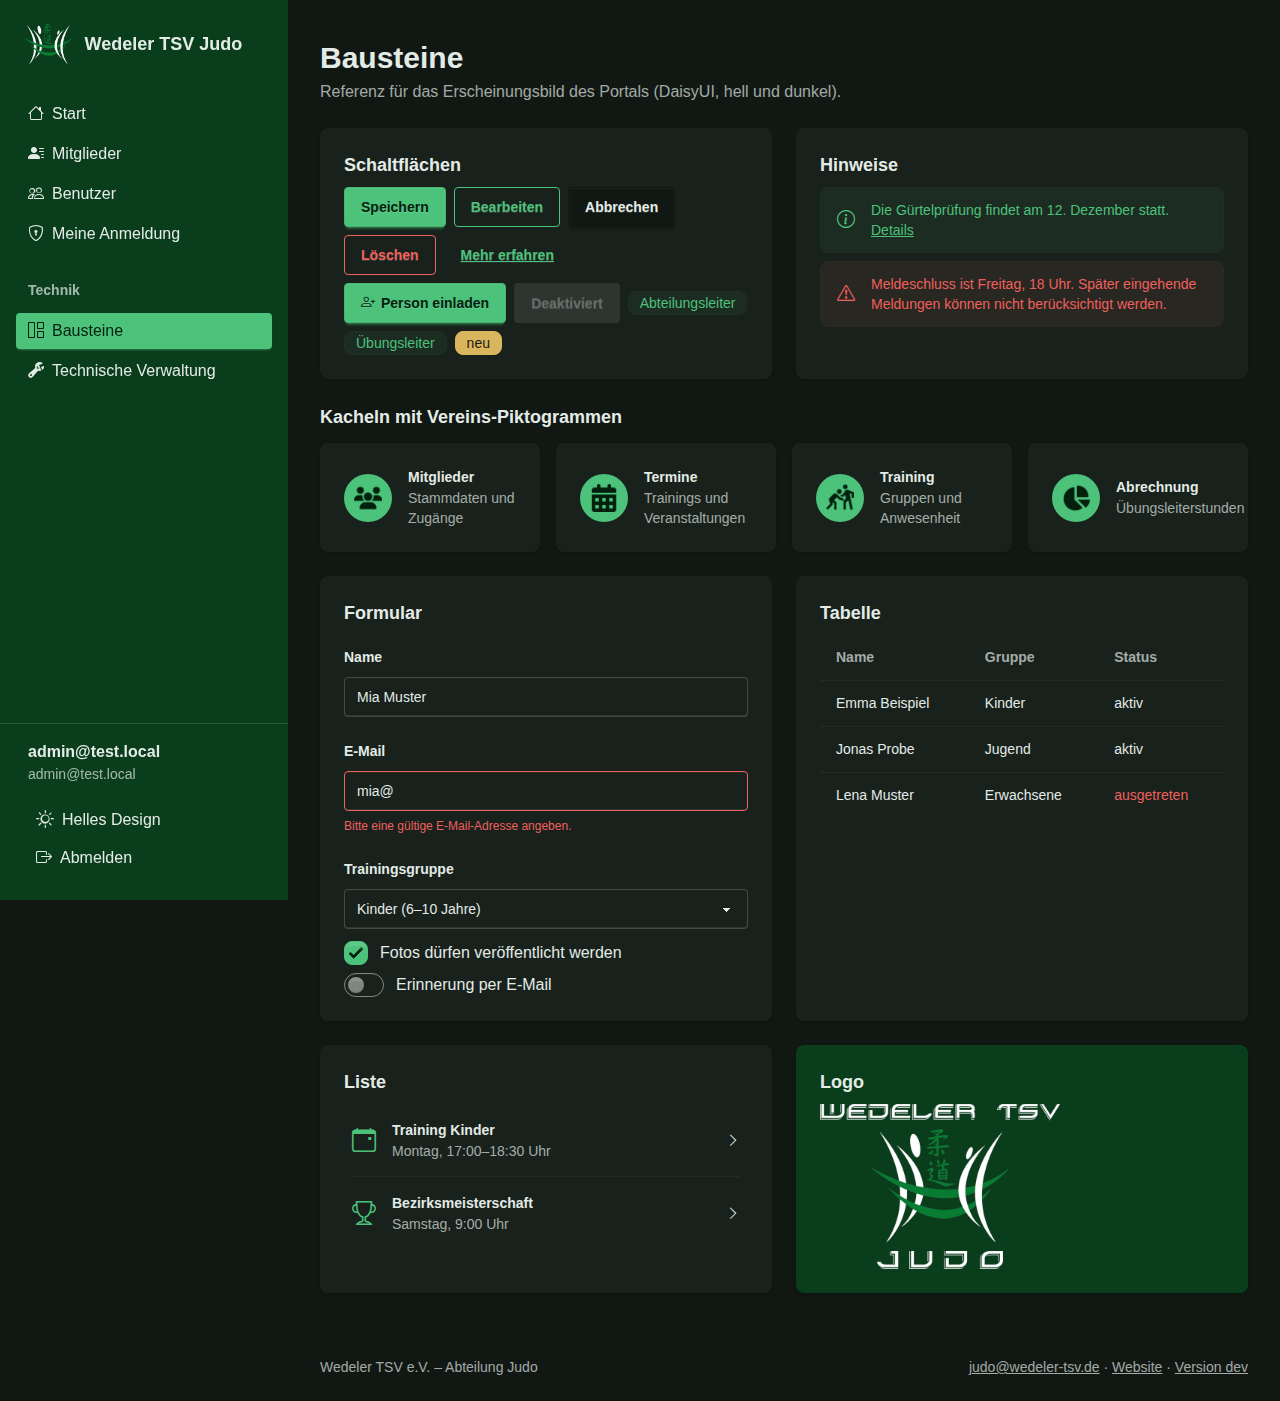 Wedeler TSV Judo
Start
Mitglieder
Benutzer
Meine Anmeldung
Technik
Bausteine
Technische Verwaltung
admin@test.local
admin@test.local
Helles Design
Abmelden
Bausteine
Referenz für das Erscheinungsbild des Portals (DaisyUI, hell und dunkel).
Schaltflächen
Speichern
Bearbeiten
Abbrechen
Löschen
Mehr erfahren
Person einladen
Deaktiviert
Abteilungsleiter
Übungsleiter
neu
Hinweise
Die Gürtelprüfung findet am 12. Dezember statt.
Details
Meldeschluss ist Freitag, 18 Uhr. Später eingehende
Meldungen können nicht berücksichtigt werden.
Kacheln mit Vereins-Piktogrammen
Mitglieder
Stammdaten und
Zugänge
Termine
Trainings und
Veranstaltungen
Training
Gruppen und
Anwesenheit
Abrechnung
Übungsleiterstunden
Formular
Name
Mia Muster
E-Mail
mia@
Bitte eine gültige E-Mail-Adresse angeben.
Trainingsgruppe
Kinder (6–10 Jahre)
Fotos dürfen veröffentlicht werden
Erinnerung per E-Mail
Tabelle
Name Gruppe Status
Emma Beispiel Kinder aktiv
Jonas Probe Jugend aktiv
Lena Muster Erwachsene ausgetreten
Liste
Training Kinder
Montag, 17:00–18:30 Uhr
Bezirksmeisterschaft
Samstag, 9:00 Uhr
Logo
WEDELER TSV
柔
道
JUDO
Wedeler TSV e.V. – Abteilung Judo
judo@wedeler-tsv.de · Website · Version dev